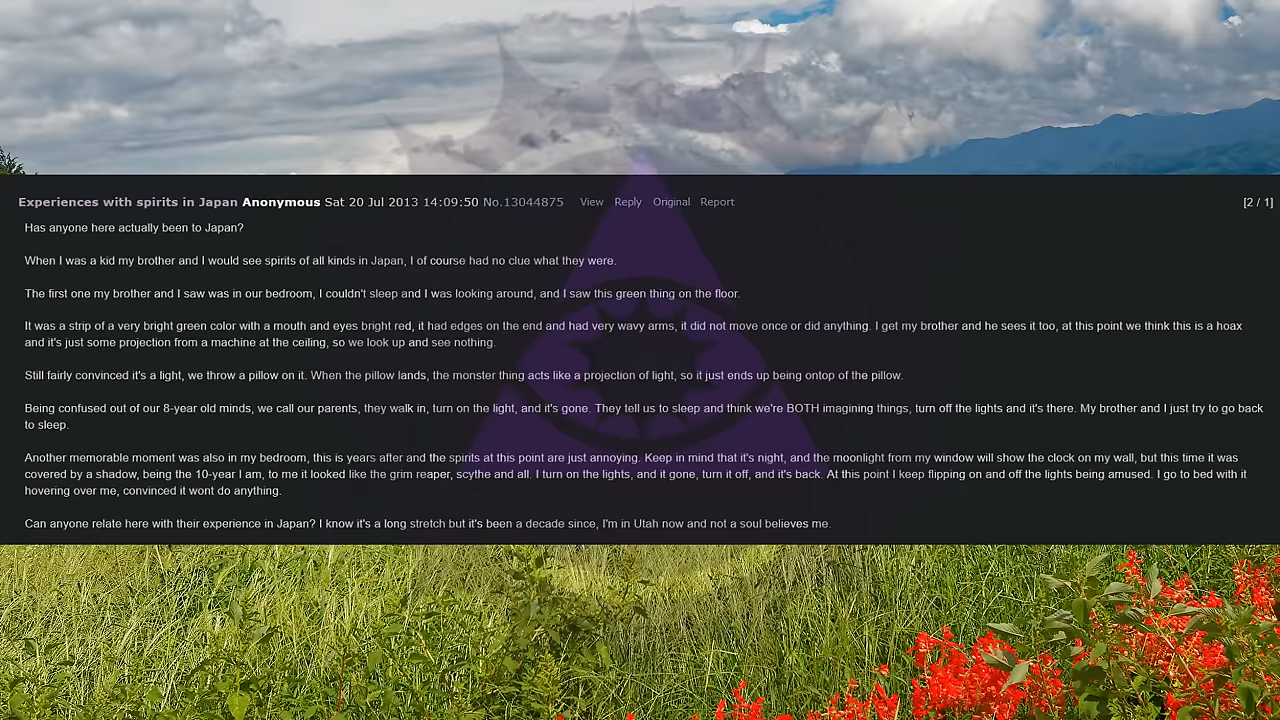 Experiences with spirits in Japan Anonymous Sat 20 Jul 2013 14:09:50 No.13044875 View Reply Original Report [2 / 1]
Has anyone here actually been to Japan?
When I was a kid my brother and I would see spirits of all kinds in Japan, I of course had no clue what they were.
The first one my brother and I saw was in our bedroom, I couldn't sleep and I was looking around, and I saw this green thing on the floor.
It was a strip of a very bright green color with a mouth and eyes bright red, it had edges on the end and had very wavy arms, it did not move once or did anything. I get my brother and he sees it too, at this point we think this is a hoax
and it's just some projection from a machine at the ceiling, so we look up and see nothing.
Still fairly convinced it's a light, we throw a pillow on it. When the pillow lands, the monster thing acts like a projection of light, so it just ends up being ontop of the pillow.
Being confused out of our 8-year old minds, we call our parents, they walk in, turn on the light, and it's gone. They tell us to sleep and think we're BOTH imagining things, turn off the lights and it's there. My brother and I just try to go back
to sleep.
Another memorable moment was also in my bedroom, this is years after and the spirits at this point are just annoying. Keep in mind that it's night, and the moonlight from my window will show the clock on my wall, but this time it was
covered by a shadow, being the 10-year I am, to me it looked like the grim reaper, scythe and all. I turn on the lights, and it gone, turn it off, and it's back. At this point I keep flipping on and off the lights being amused. I go to bed with it
hovering over me, convinced it wont do anything.
Can anyone relate here with their experience in Japan? I know it's a long stretch but it's been a decade since, I'm in Utah now and not a soul believes me.